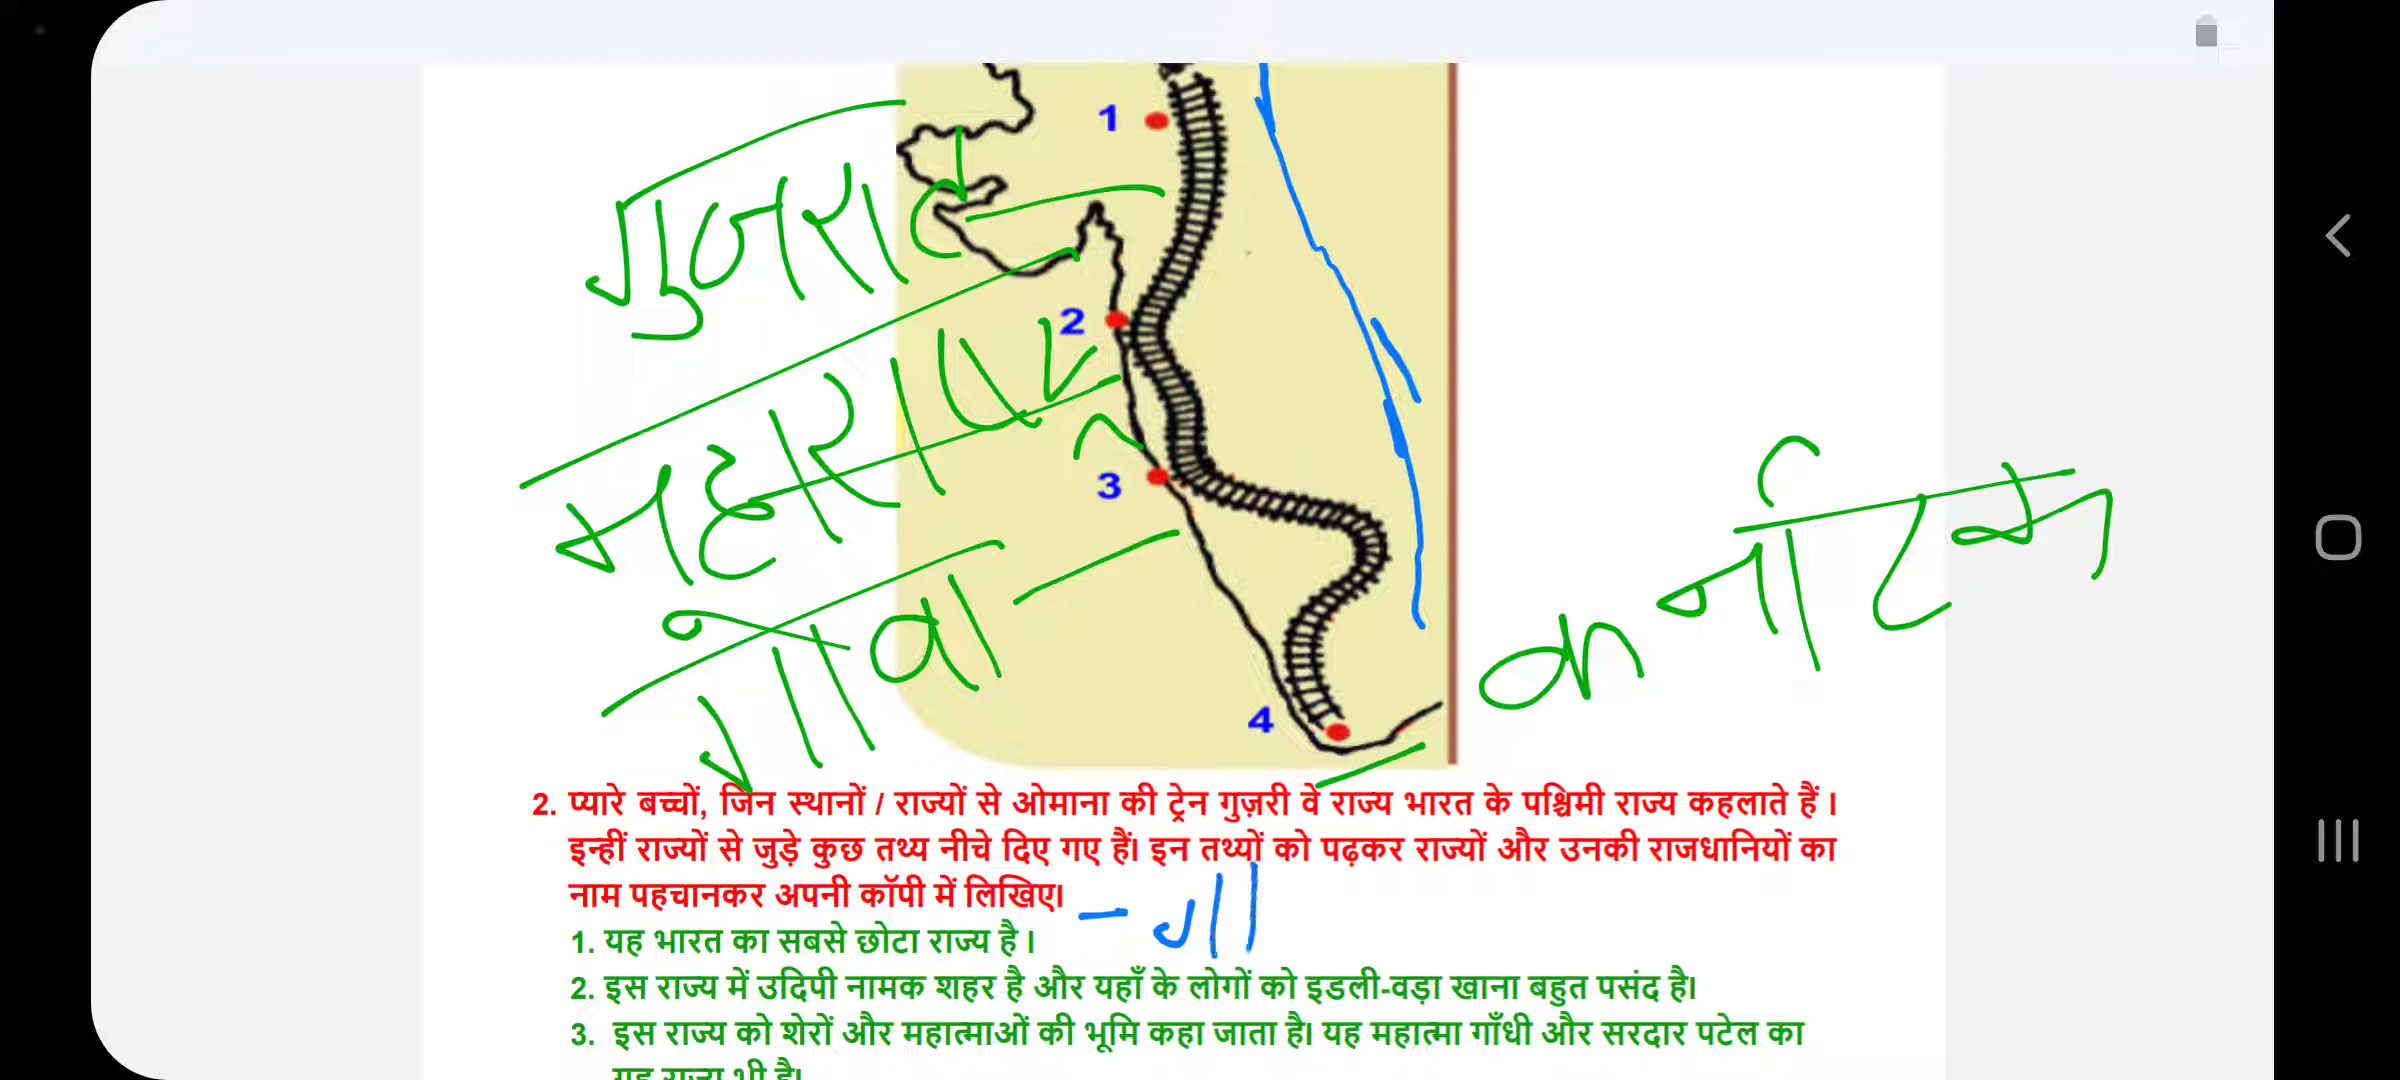 1
गुजरात
2
महाराष्ट्र
3
गोवा
कर्नाटक
4
2. प्यारे बच्चों, जिन स्थानों / राज्यों से ओमाना की ट्रेन गुज़री वे राज्य भारत के पश्चिमी राज्य कहलाते हैं ।
इन्हीं राज्यों से जुड़े कुछ तथ्य नीचे दिए गए हैं। इन तथ्यों को पढ़कर राज्यों और उनकी राजधानियों का
नाम पहचानकर अपनी कॉपी में लिखिए।
1. यह भारत का सबसे छोटा राज्य है । - गा
2. इस राज्य में उदिपी नामक शहर है और यहाँ के लोगों को इडली-वड़ा खाना बहुत पसंद है।
3. इस राज्य को शेरों और महात्माओं की भूमि कहा जाता है। यह महात्मा गाँधी और सरदार पटेल का
गृह राज्य भी है।